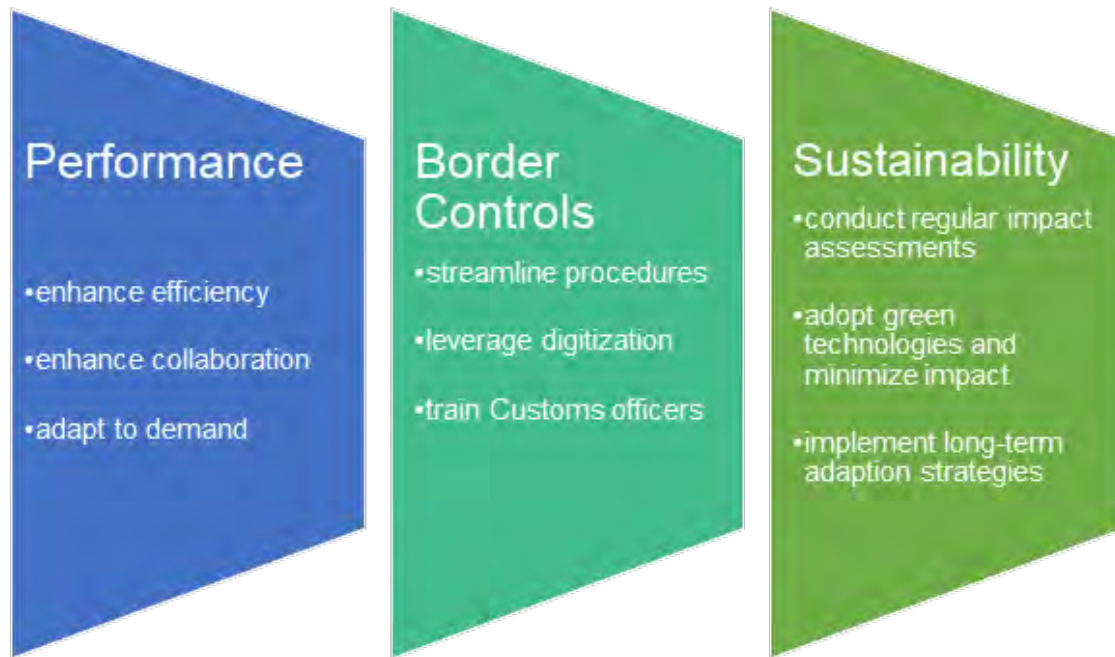 Performance
•enhance efficiency
•enhance collaboration
•adapt to demand
Border
Controls
•streamline procedures
•leverage digitization
•train Customs officers
Sustainability
•conduct regular impact
assessments
•adopt green
technologies and
minimize impact
•implement long-term
adaption strategies